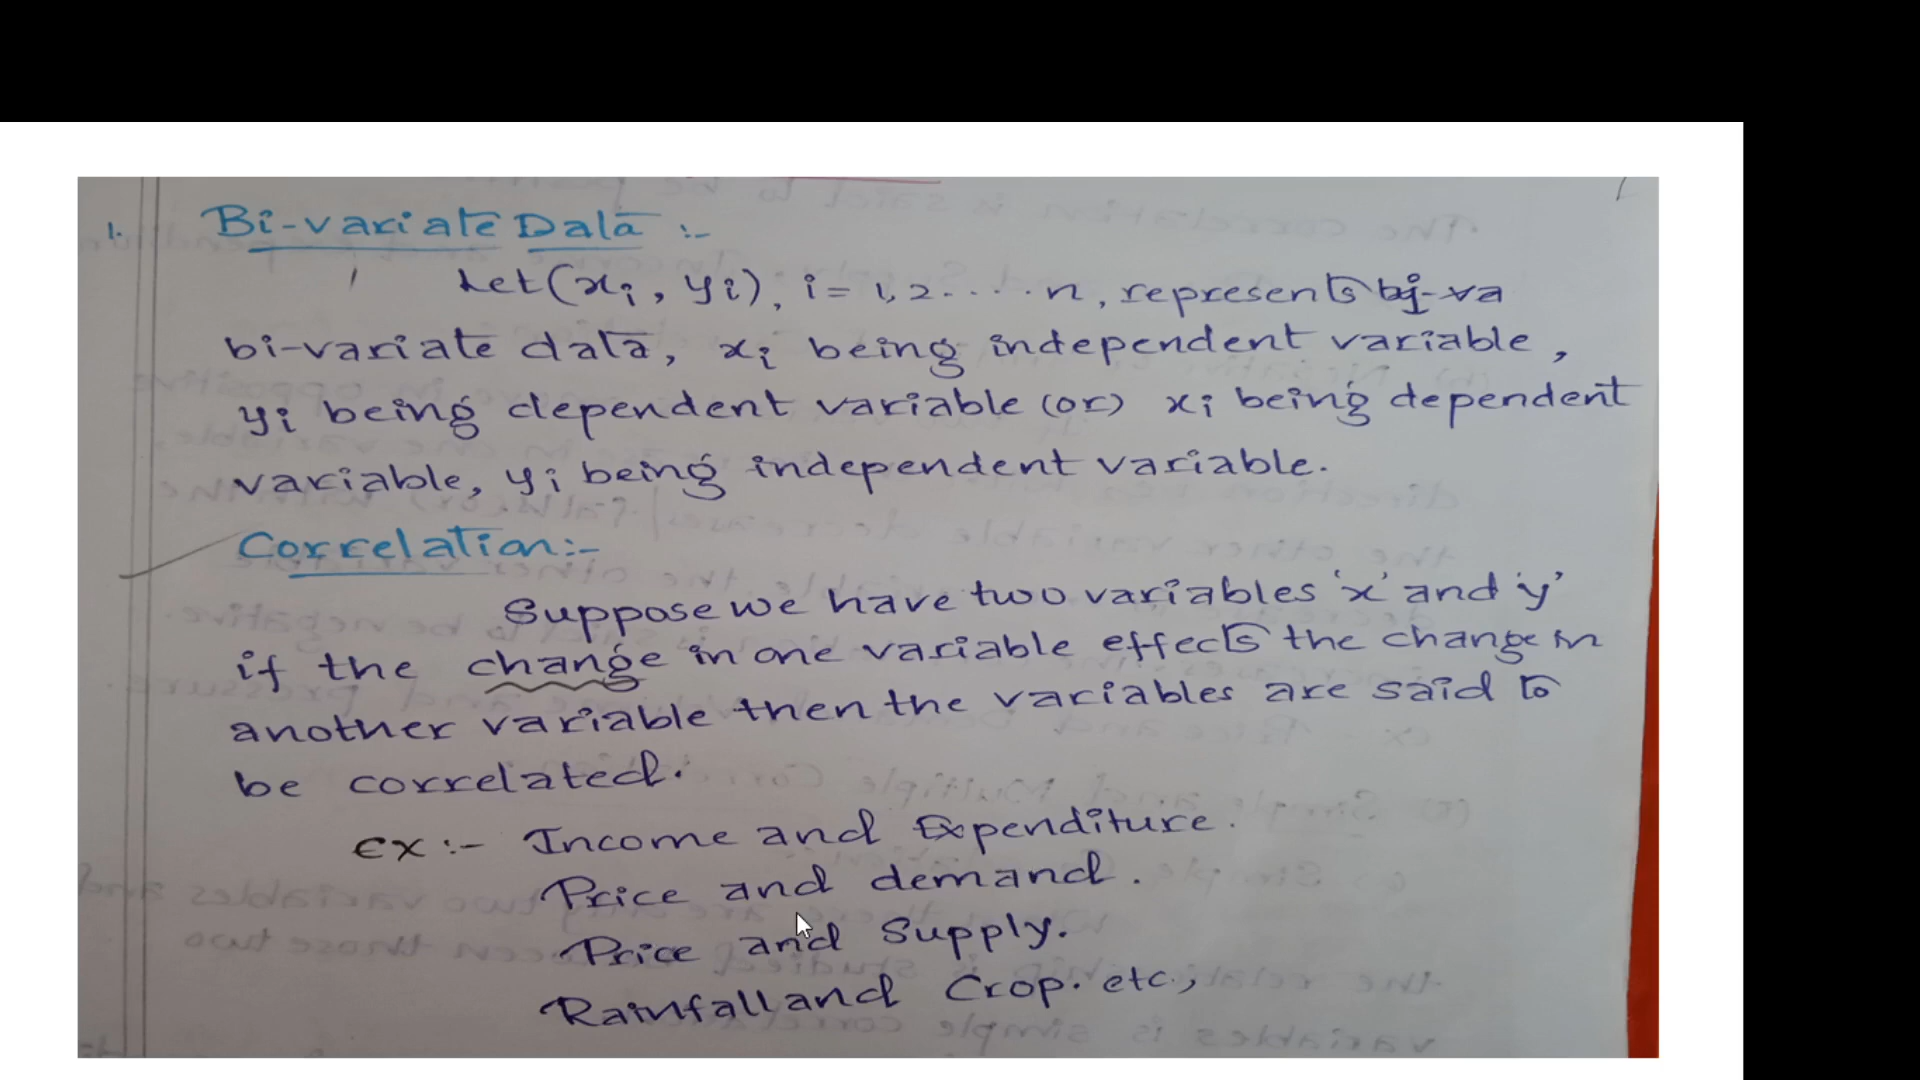 1. Bi-variate Data :-
Let (xi, yi), i = 1, 2 .... n, represents bi-va
bi-variate data, xi being independent variable,
yi being dependent variable (or) xi being dependent
variable, yi being independent variable.
Correlation:-
Suppose we have two variables 'x' and 'y'
if the change in one variable effects the change in
another variable then the variables are said to
be correlated.
ex :- Income and Expenditure.
Price and demand.
Price and Supply.
Rainfall and Crop. etc.,